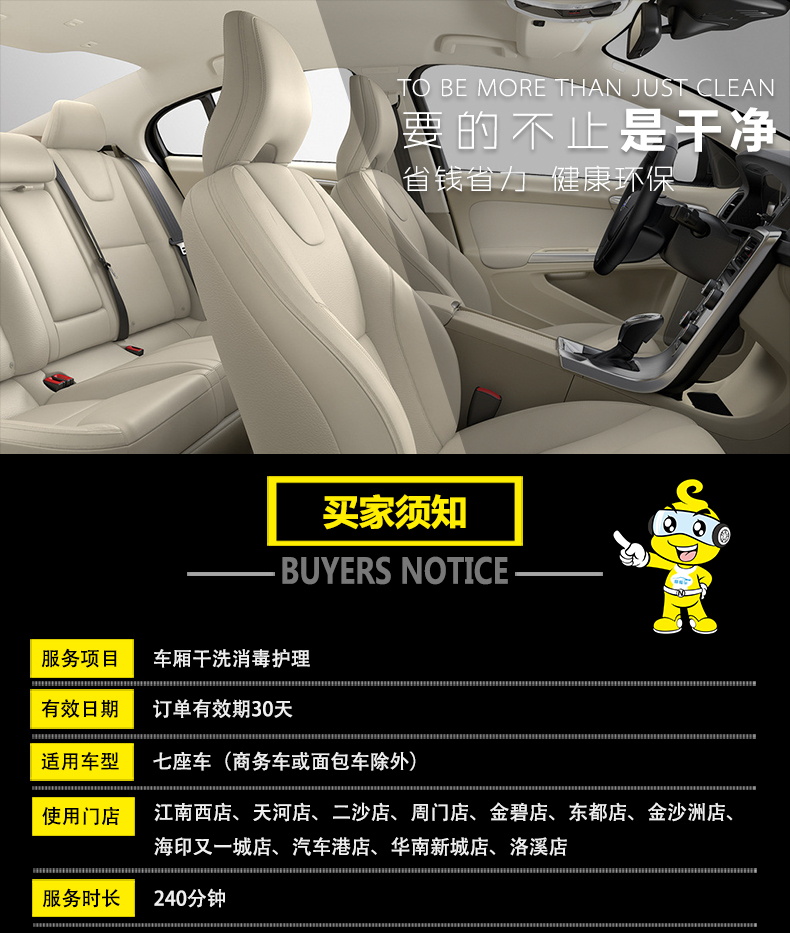 TO BE MORE THAN JUST CLEAN
要的不止是干净
省钱省力 健康环保
买家须知
BUYERS NOTICE
服务项目 车厢干洗消毒护理
有效日期 订单有效期30天
适用车型 七座车（商务车或面包车除外）
使用门店 江南西店、天河店、二沙店、周门店、金碧店、东都店、金沙洲店、
海印又一城店、汽车港店、华南新城店、洛溪店
服务时长 240分钟